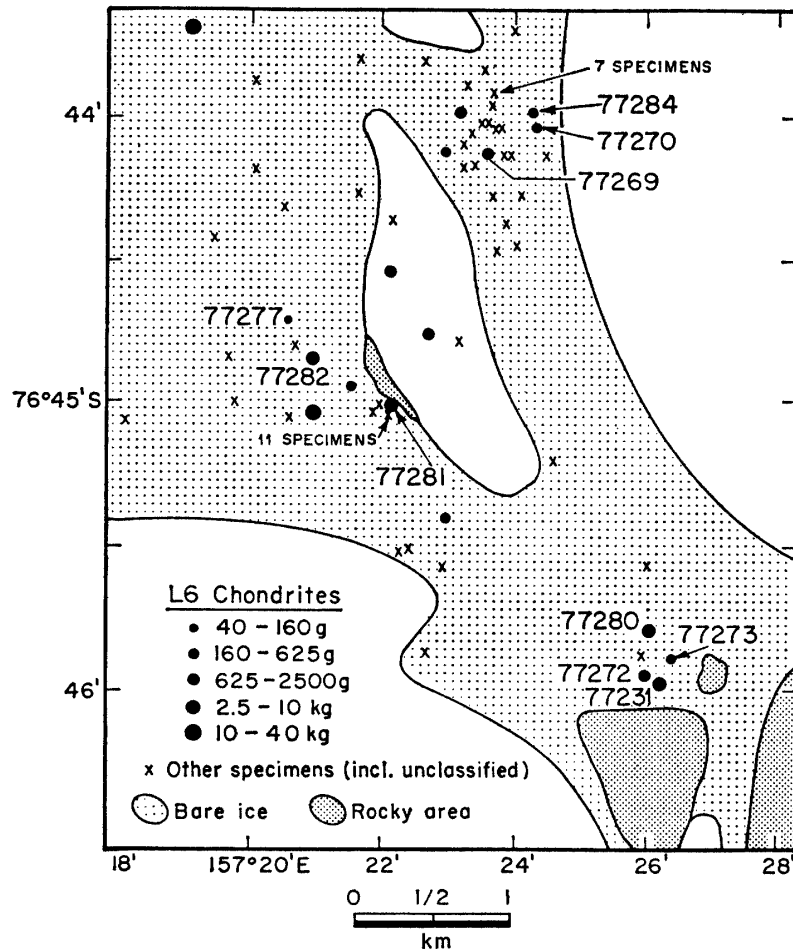 7 SPECIMENS
44'
77284
77270
77269
77277
77282
76°45'S
11 SPECIMENS
77281
L6 Chondrites
40 – 160g
160 – 625g
625 – 2500g
2.5 – 10 kg
10 – 40 kg
x Other specimens (incl. unclassified)
Bare ice Rocky area
77280
77273
77272
77231
46'
18' 157°20'E 22' 24' 26' 28'
0 1/2 1
km